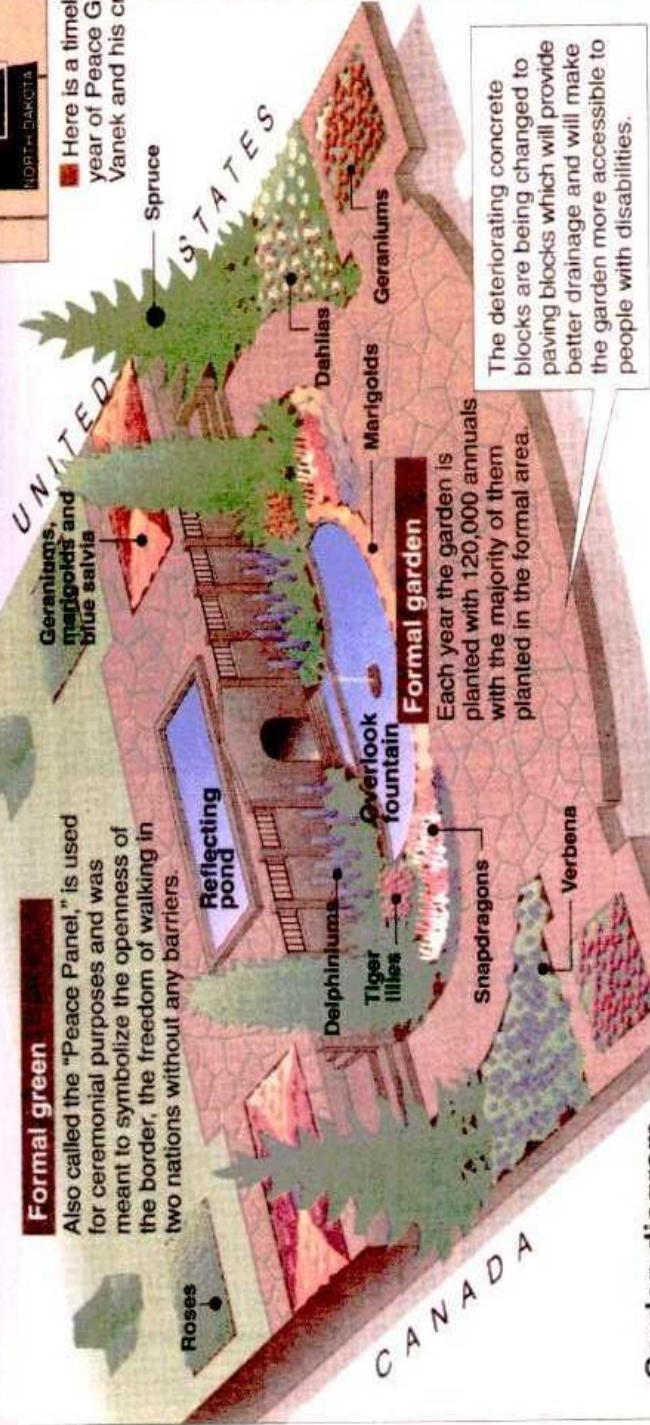 NORTH DAKOTA
Here is a timel
year of Peace G
Vanek and his cr
Formal green
Also called the "Peace Panel," is used
for ceremonial purposes and was
meant to symbolize the openness of
the border, the freedom of walking in
two nations without any barriers.
UNITED STATES
CANADA
Roses
Geraniums,
marigolds and
blue salvia
Spruce
Reflecting
pond
Dahlias
Geraniums
Delphiniums
Tiger
lilies
Overlook
fountain
Marigolds
Snapdragons
Verbena
Formal garden
Each year the garden is
planted with 120,000 annuals
with the majority of them
planted in the formal area.
The deteriorating concrete
blocks are being changed to
paving blocks which will provide
better drainage and will make
the garden more accessible to
people with disabilities.